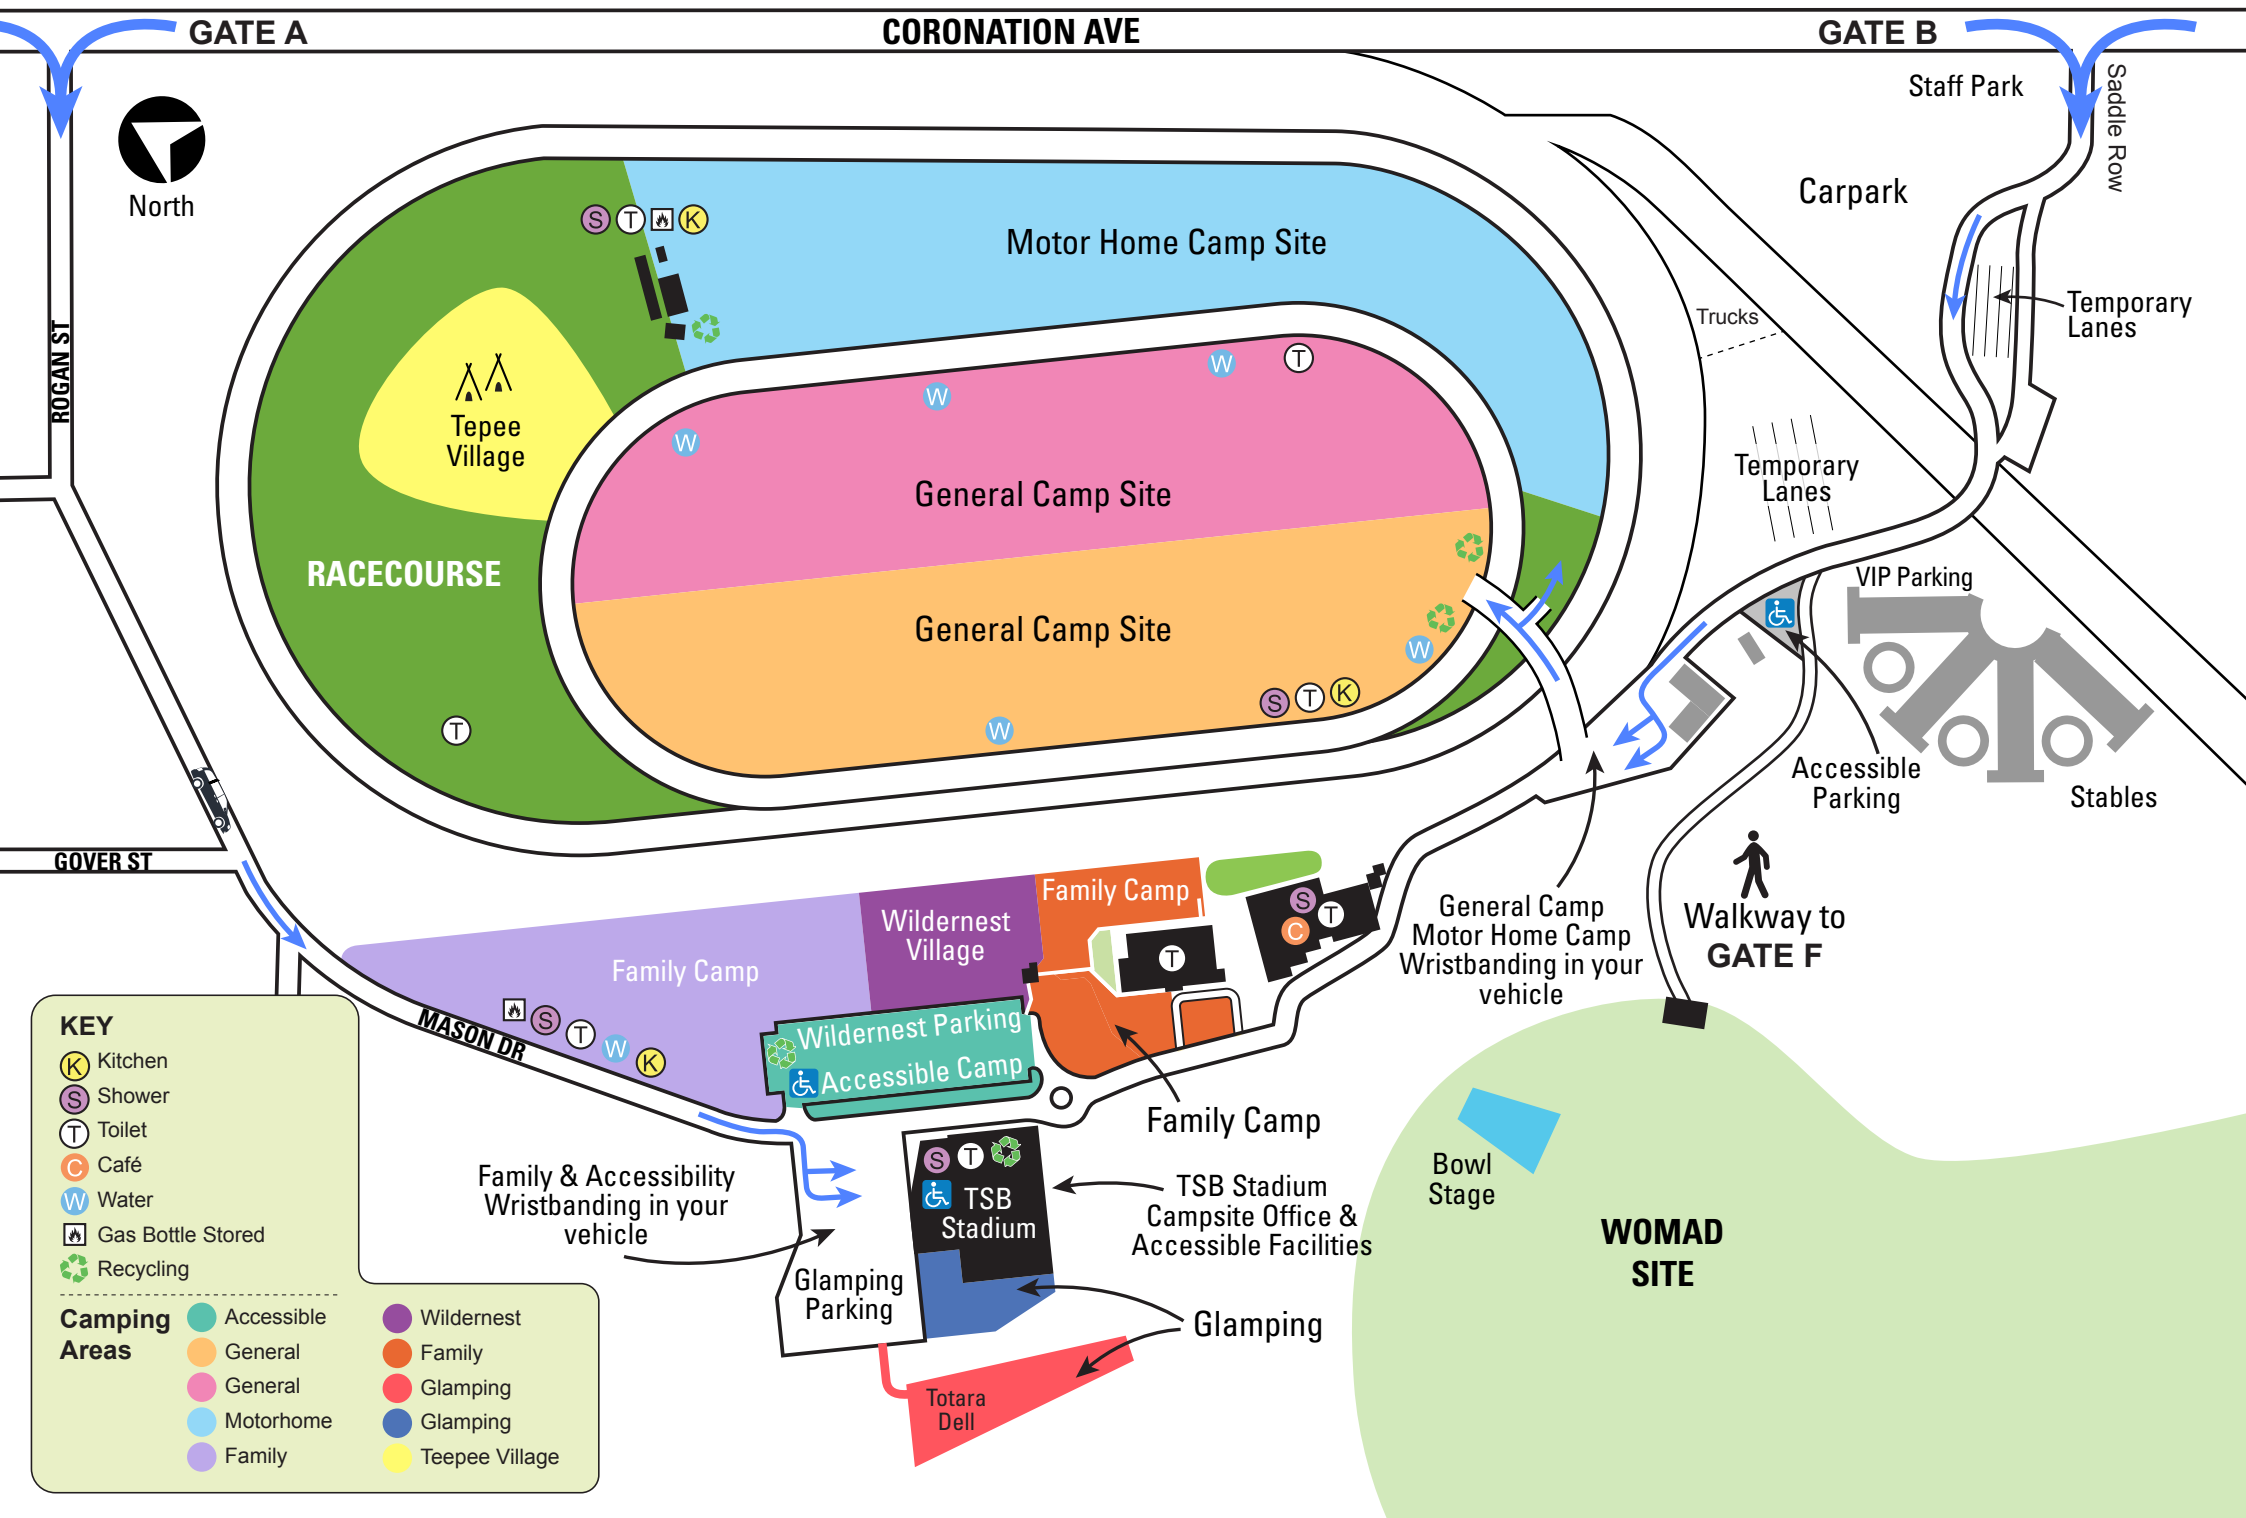 GATE A
CORONATION AVE
GATE B
Staff Park
Saddle Row
North
Carpark
S T K
Motor Home Camp Site
Temporary
Lanes
Trucks
ROGAN ST
W T
W
W
Tepee
Village
Temporary
Lanes
General Camp Site
RACECOURSE
VIP Parking
General Camp Site
W
S T K
T
W
Accessible
Parking
Stables
GOVER ST
Family Camp
S
T
C
General Camp
Motor Home Camp
Wristbanding in your
vehicle
Walkway to
GATE F
Wildernest
Village
T
Family Camp
MASON DR
S T W K
Wildernest Parking
Accessible Camp
Family Camp
KEY
K Kitchen
S Shower
T Toilet
C Café
W Water
Gas Bottle Stored
Recycling
Camping
Areas
Accessible
General
General
Motorhome
Family
Wildernest
Family
Glamping
Glamping
Teepee Village
Family & Accessibility
Wristbanding in your
vehicle
S T
TSB
Stadium
TSB Stadium
Campsite Office &
Accessible Facilities
Glamping
Parking
Glamping
Totara
Dell
Bowl
Stage
WOMAD
SITE